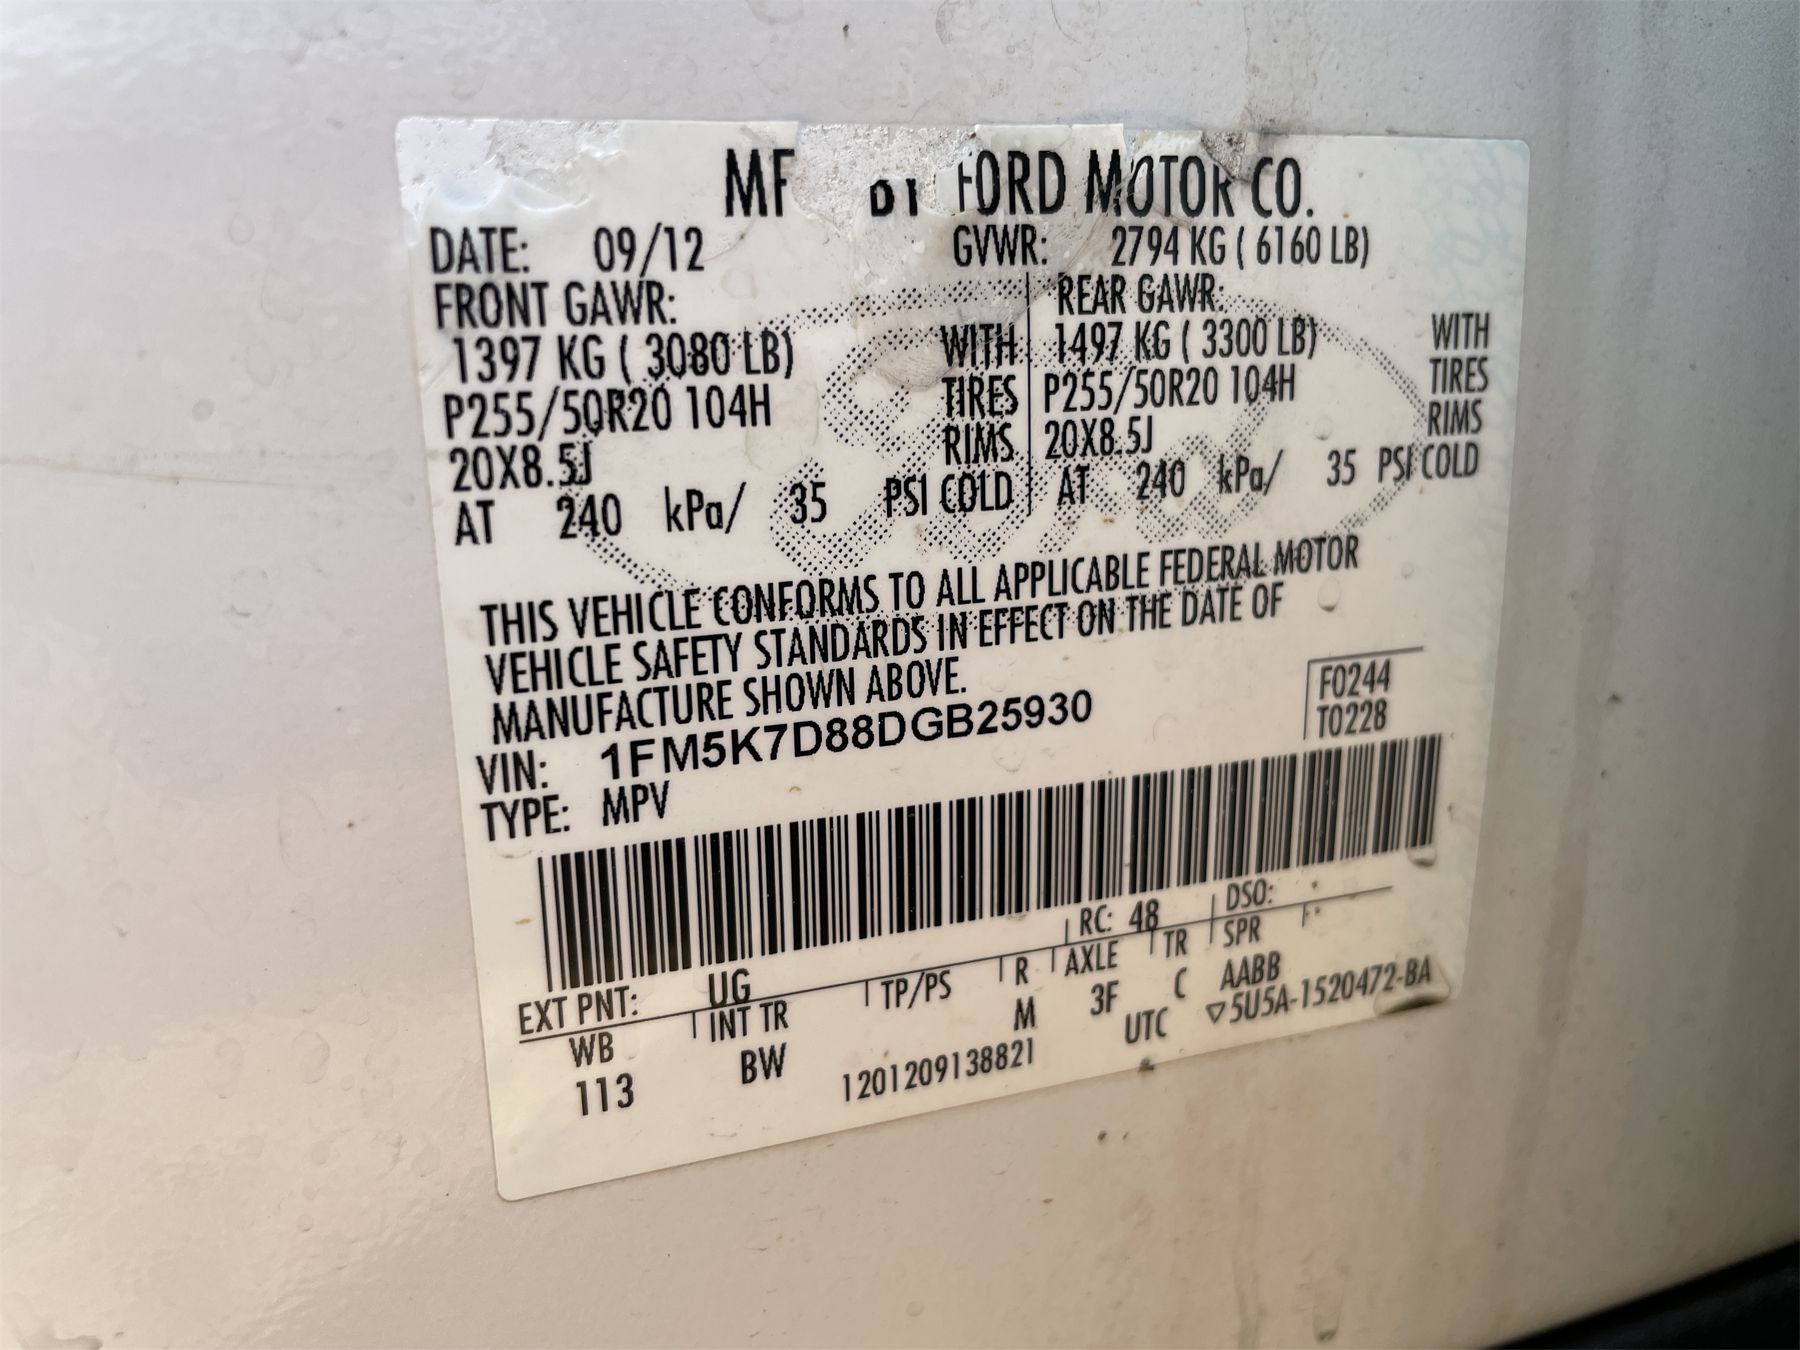 MF BY FORD MOTOR CO.
DATE: 09/12 GVWR: 2794 KG ( 6160 LB)
FRONT GAWR: REAR GAWR:
1397 KG ( 3080 LB) WITH 1497 KG ( 3300 LB) WITH
P255/50R20 104H TIRES P255/50R20 104H TIRES
20X8.5J RIMS 20X8.5J RIMS
AT 240 kPa/ 35 PSI COLD AT 240 kPa/ 35 PSI COLD
THIS VEHICLE CONFORMS TO ALL APPLICABLE FEDERAL MOTOR
VEHICLE SAFETY STANDARDS IN EFFECT ON THE DATE OF
MANUFACTURE SHOWN ABOVE.
F0244
T0228
VIN: 1FM5K7D88DGB25930
TYPE: MPV
RC: 48 DSO:
EXT PNT: UG
WB INT TR TP/PS R AXLE TR SPR
113 BW M 3F C AABB
1201209138821 UTC ▽5U5A-1520472-BA